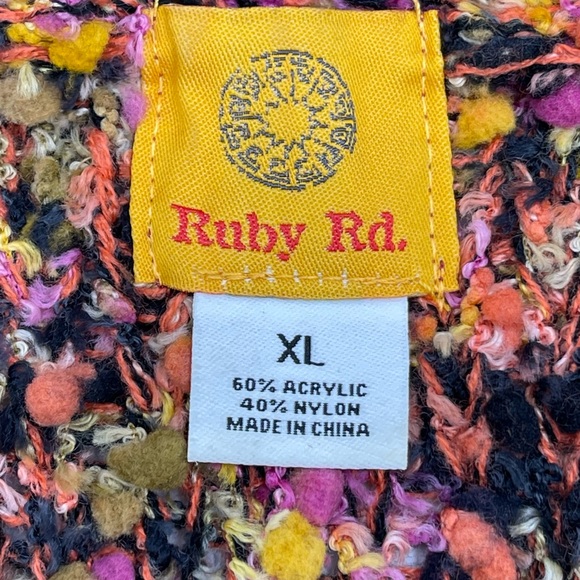 Ruby Rd.
XL
60% ACRYLIC
40% NYLON
MADE IN CHINA